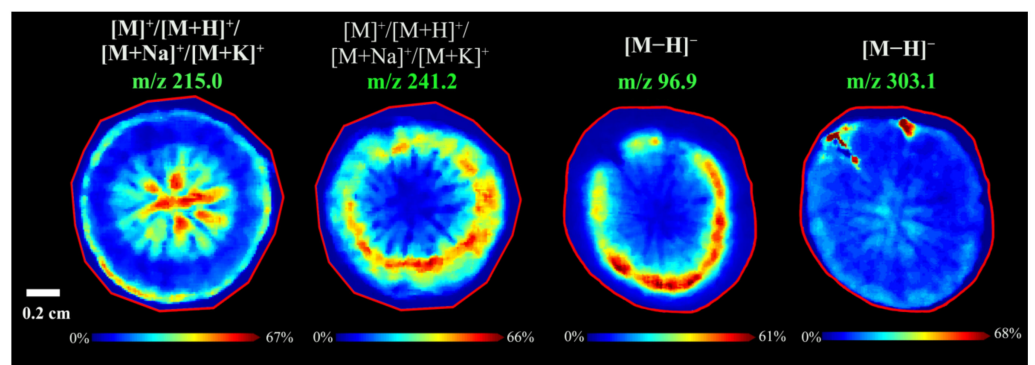 [M]⁺/[M+H]⁺/
[M+Na]⁺/[M+K]⁺
m/z 215.0
[M]⁺/[M+H]⁺/
[M+Na]⁺/[M+K]⁺
m/z 241.2
[M−H]⁻
m/z 96.9
[M−H]⁻
m/z 303.1
0.2 cm
0% 67%
0% 66%
0% 61%
0% 68%